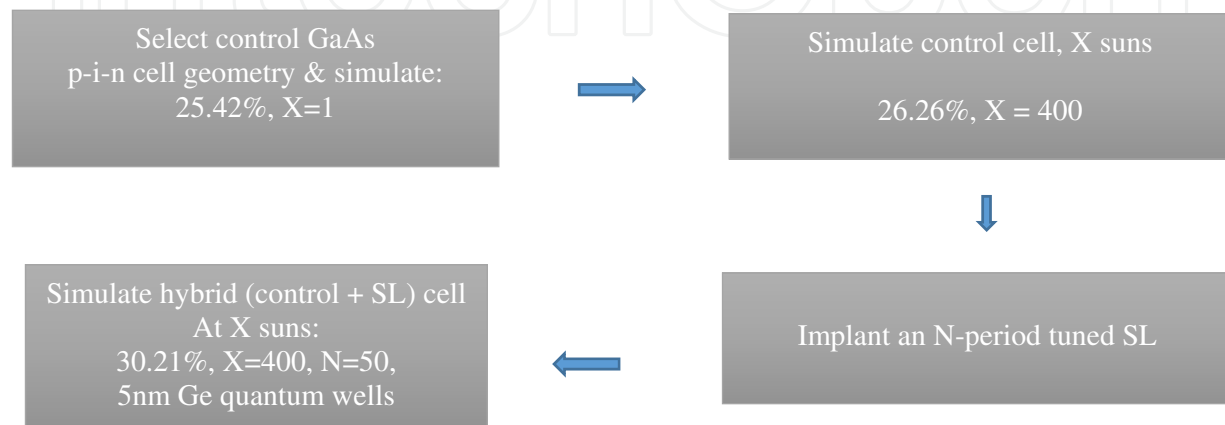 Select control GaAs
p-i-n cell geometry & simulate:
25.42%, X=1
Simulate control cell, X suns
26.26%, X = 400
Implant an N-period tuned SL
Simulate hybrid (control + SL) cell
At X suns:
30.21%, X=400, N=50,
5nm Ge quantum wells